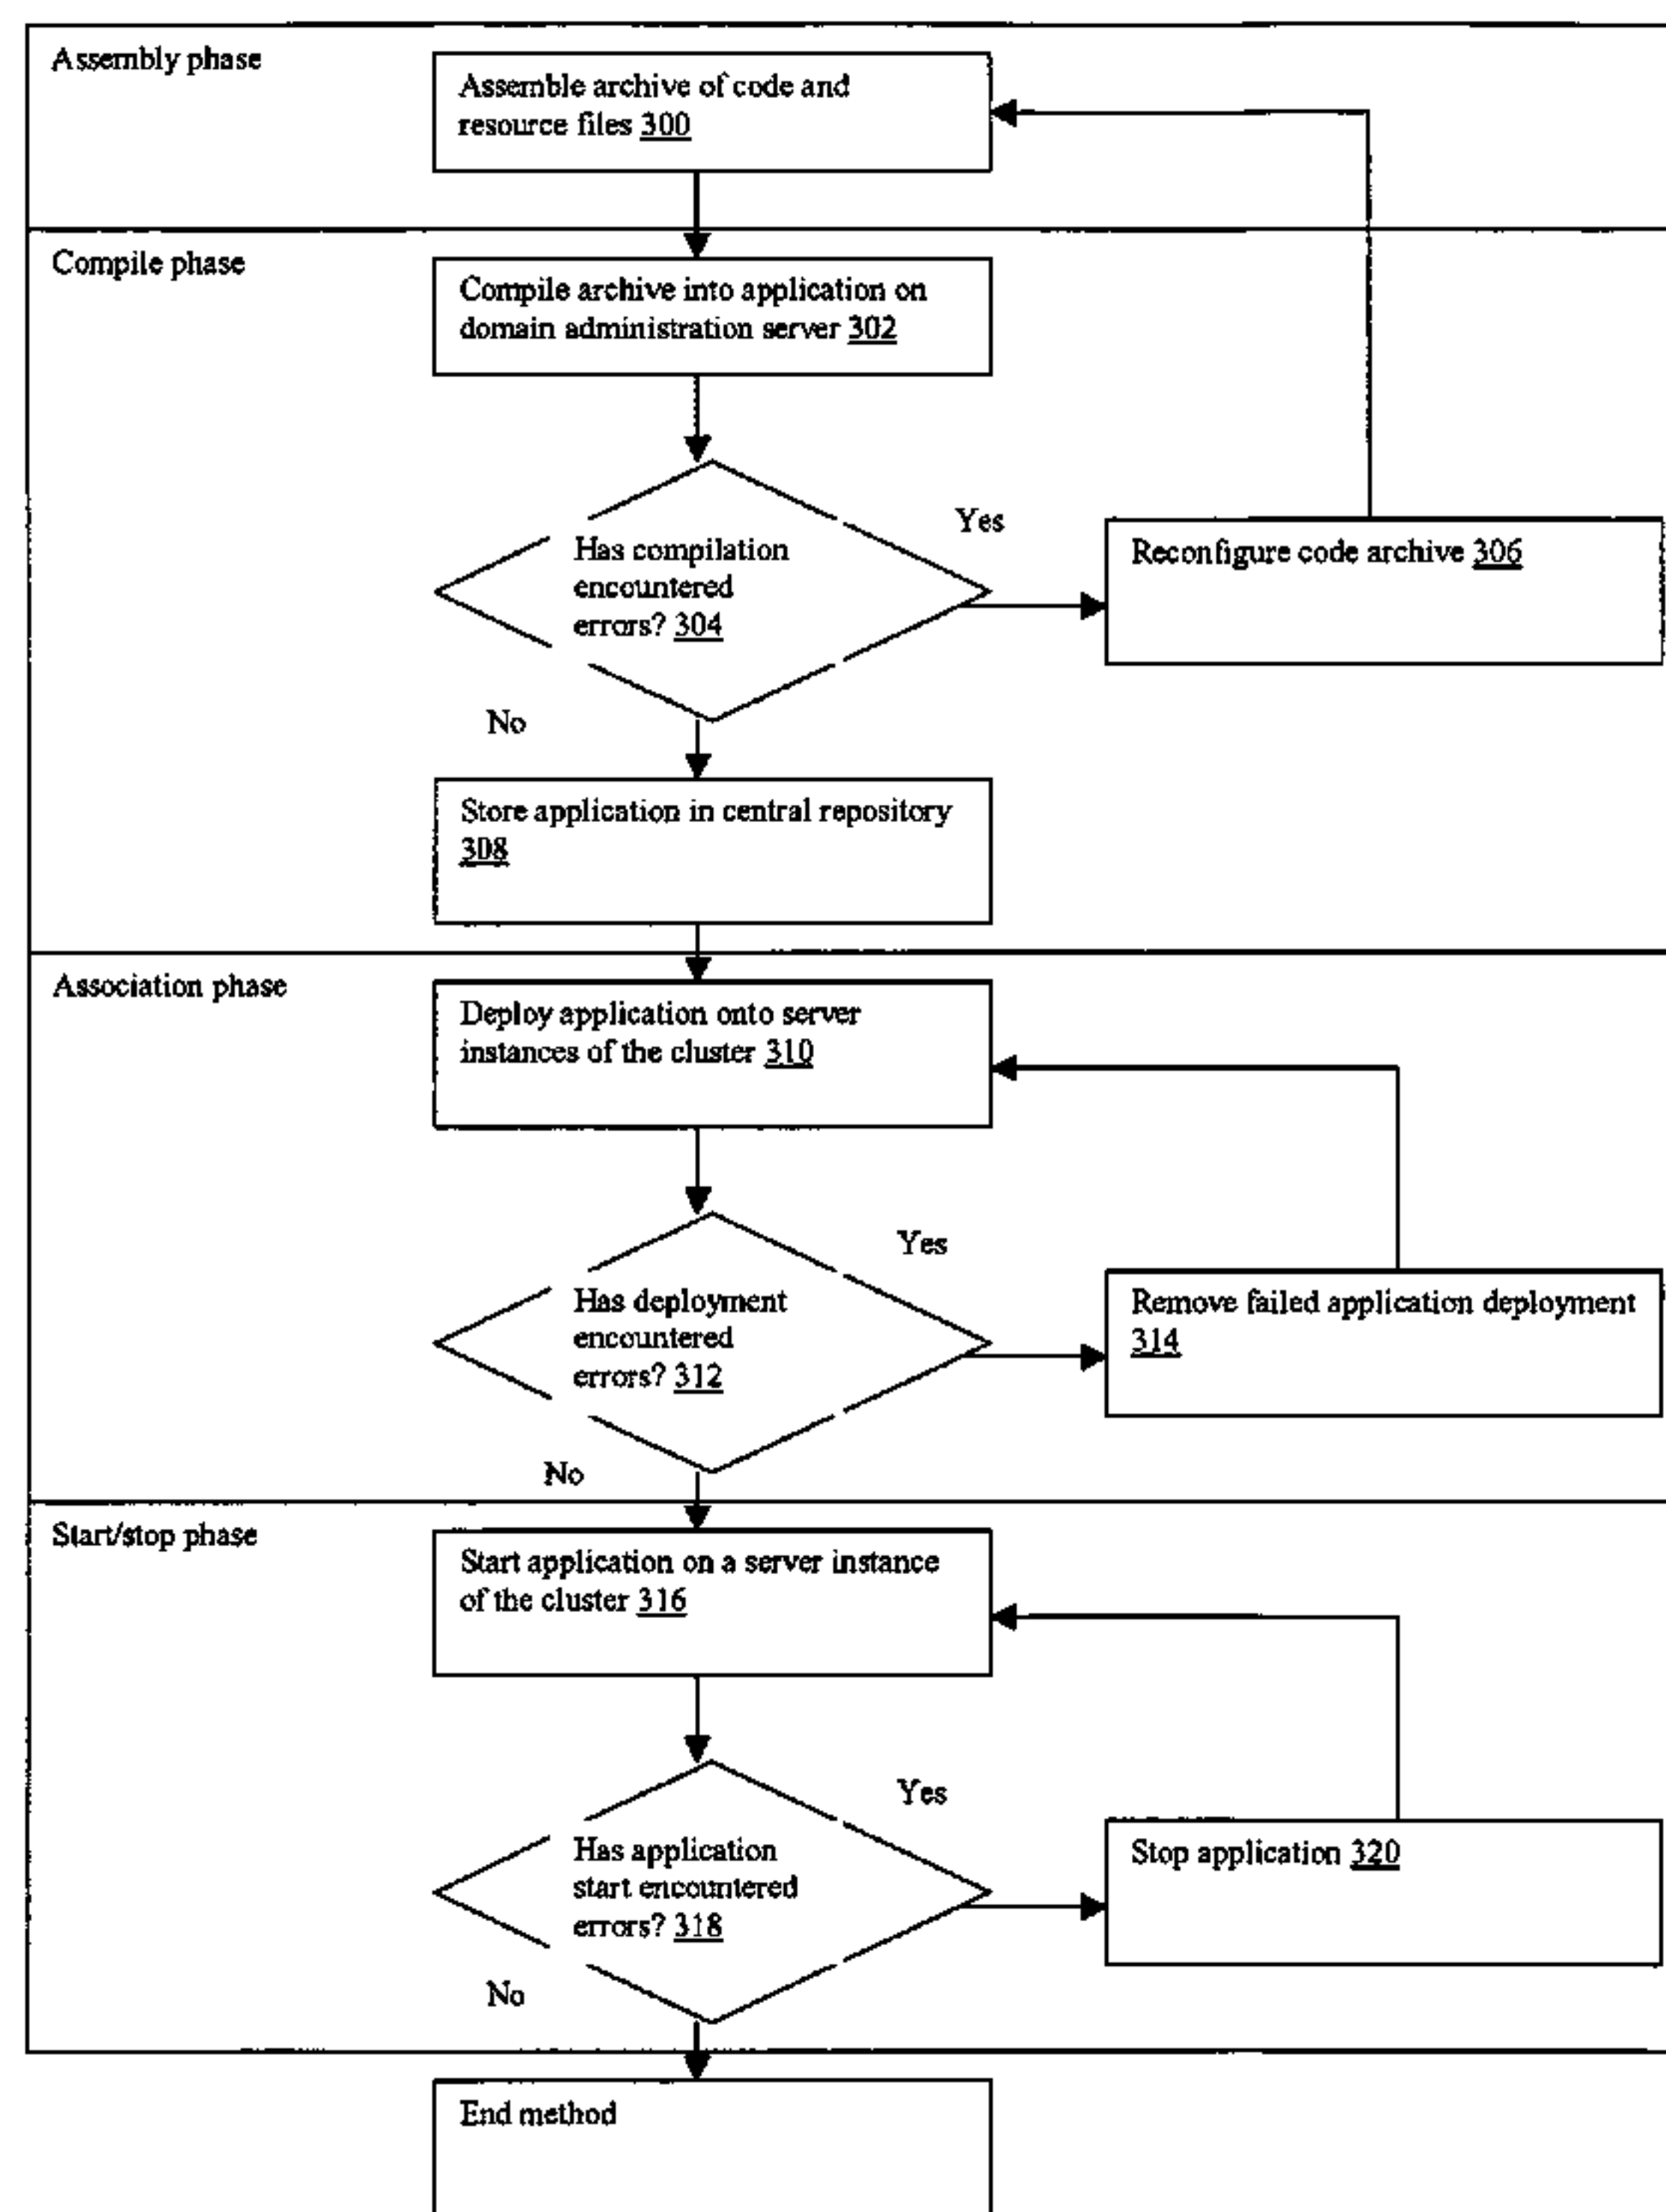 Assembly phase
Assemble archive of code and
resource files 300
Compile phase
Compile archive into application on
domain administration server 302
Has compilation
encountered
errors? 304
Yes
Reconfigure code archive 306
No
Store application in central repository
308
Association phase
Deploy application onto server
instances of the cluster 310
Has deployment
encountered
errors? 312
Yes
Remove failed application deployment
314
No
Start/stop phase
Start application on a server instance
of the cluster 316
Has application
start encountered
errors? 318
Yes
Stop application 320
No
End method